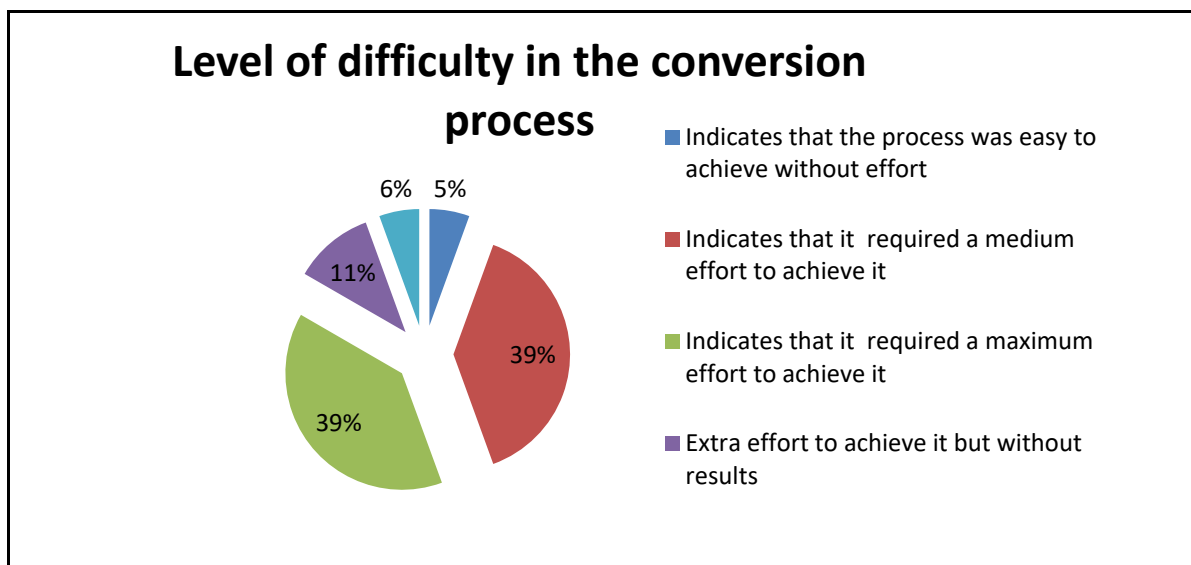 Level of difficulty in the conversion
process
6%
5%
11%
39%
39%
Indicates that the process was easy to
achieve without effort
Indicates that it  required a medium
effort to achieve it
Indicates that it  required a maximum
effort to achieve it
Extra effort to achieve it but without
results